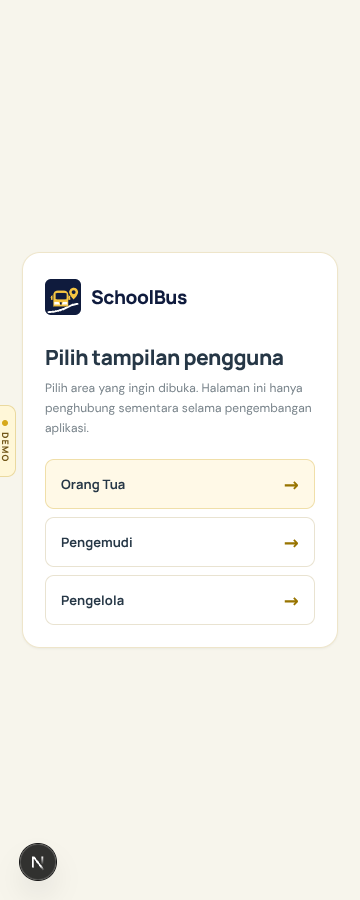 SchoolBus
Pilih tampilan pengguna
Pilih area yang ingin dibuka. Halaman ini hanya
penghubung sementara selama pengembangan
aplikasi.
DEMO
Orang Tua →
Pengemudi →
Pengelola →
N